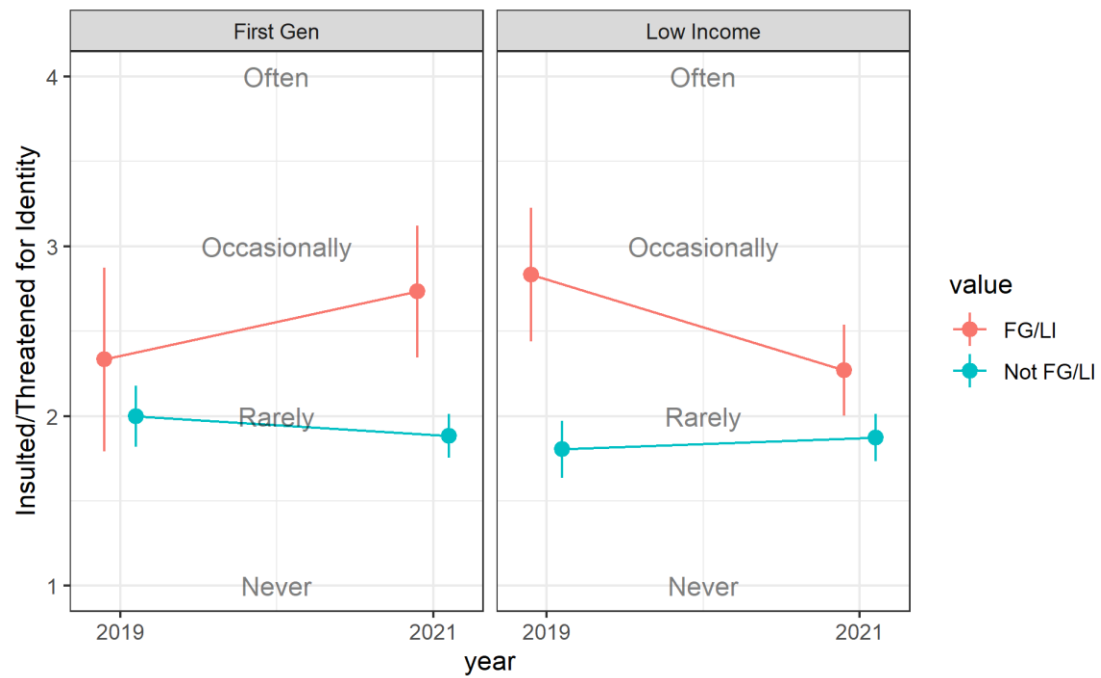 First Gen
Low Income
Insulted/Threatened for Identity
4
3
2
1
Often
Occasionally
Rarely
Never
Often
Occasionally
Rarely
Never
2019
2021
2019
2021
year
value
FG/LI
Not FG/LI